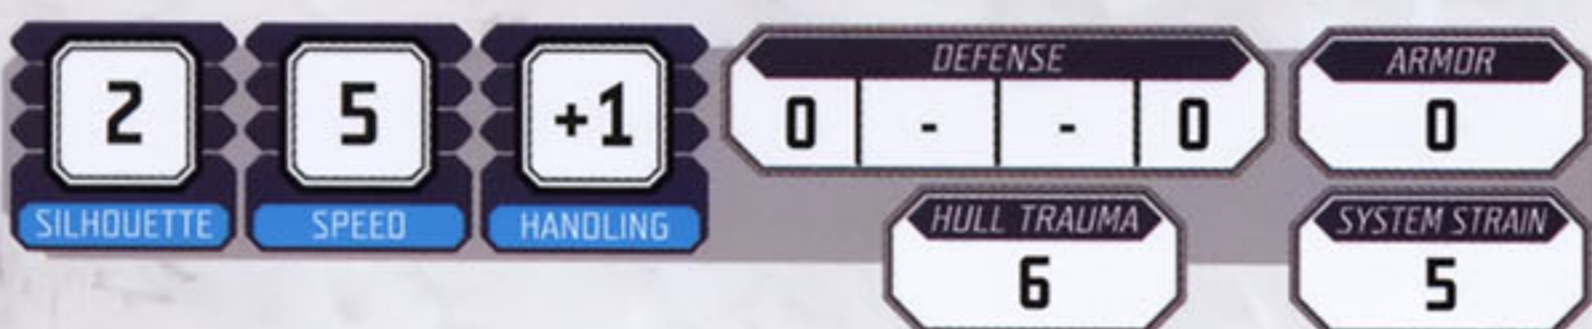 2 5 +1
SILHOUETTE SPEED HANDLING
DEFENSE
0 - - 0
ARMOR
0
HULL TRAUMA
6
SYSTEM STRAIN
5